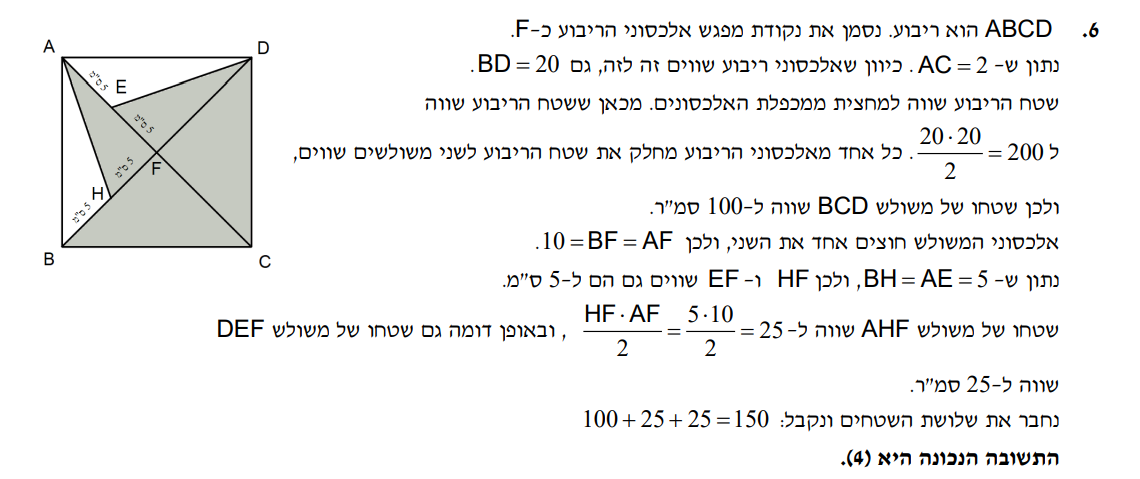 6. ABCD הוא ריבוע. נסמן את נקודת מפגש אלכסוני הריבוע כ-F.
נתון ש- AC = 2. כיוון שאלכסוני ריבוע שווים זה לזה, גם BD = 20.
שטח הריבוע שווה למחצית ממכפלת האלכסונים. מכאן ששטח הריבוע שווה
ל 200 = \frac{20 · 20}{2}. כל אחד מאלכסוני הריבוע מחלק את שטח הריבוע לשני משולשים שווים,
ולכן שטחו של משולש BCD שווה ל-100 סמ"ר.
אלכסוני המשולש חוצים אחד את השני, ולכן 10 = BF = AF.
נתון ש- BH = AE = 5, ולכן HF ו- EF שווים גם הם ל-5 ס"מ.
שטחו של משולש AHF שווה ל- \frac{HF · AF}{2} = \frac{5 · 10}{2} = 25, ובאופן דומה גם שטחו של משולש DEF
שווה ל-25 סמ"ר.
נחבר את שלושת השטחים ונקבל: 100 + 25 + 25 = 150
התשובה הנכונה היא (4).
A
D
5 ס"מ
E
5 ס"מ
5 ס"מ
F
H
5 ס"מ
B
C